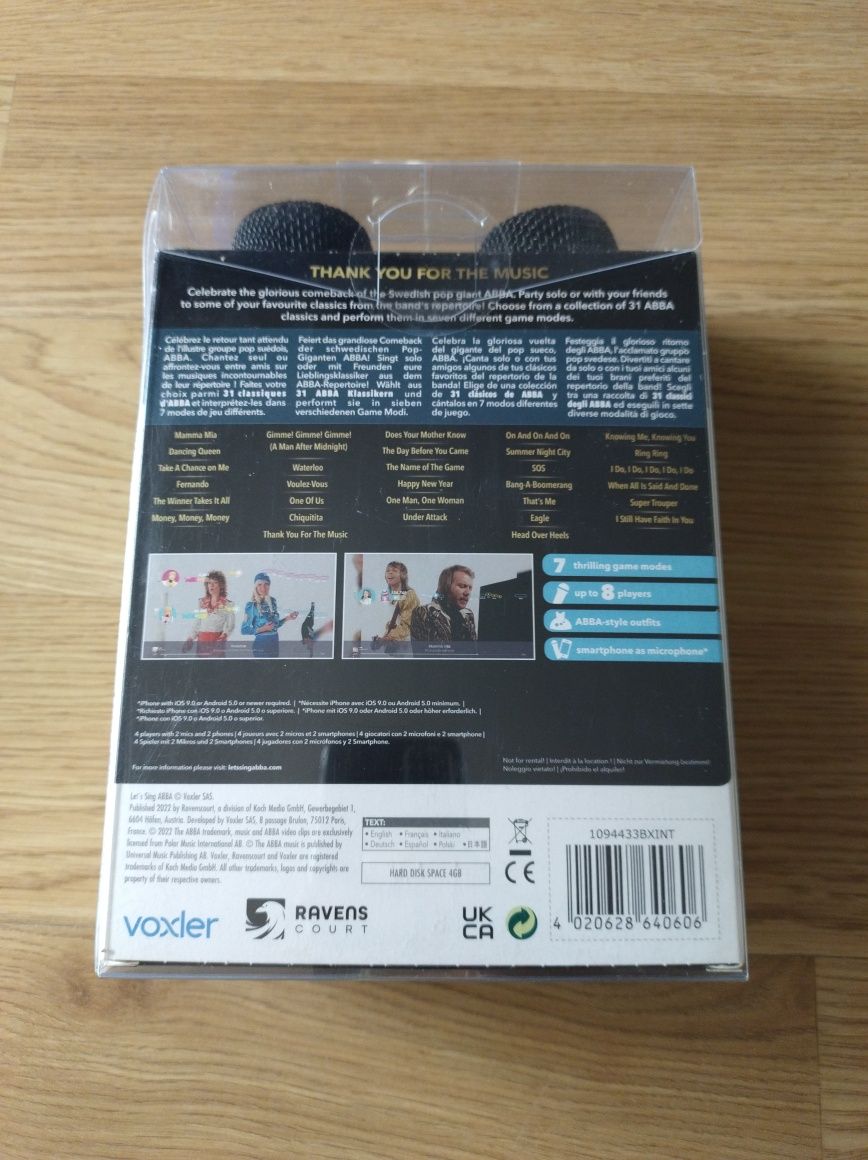 THANK YOU FOR THE MUSIC
Celebrate the glorious comeback of the Swedish pop giant ABBA. Party solo or with your friends
to some of your favourite classics from the band's repertoire! Choose from a collection of 31 ABBA
classics and perform them in seven different game modes.
Célébrez le retour tant attendu
de l'illustre groupe pop suédois,
ABBA. Chantez seul ou
affrontez-vous entre amis sur
les musiques incontournables
de leur répertoire ! Faites votre
choix parmi 31 classiques
d'ABBA et interprétez-les dans
7 modes de jeu différents.
Feiert das grandiose Comeback
der schwedischen Pop-
Giganten ABBA! Singt solo
oder mit Freunden eure
Lieblingsklassiker aus dem
ABBA-Repertoire! Wählt aus
31 ABBA Klassikern und
performt sie in sieben
verschiedenen Game Modi.
Celebra la gloriosa vuelta
del gigante del pop sueco,
ABBA. ¡Canta solo o con tus
amigos algunos de tus clásicos
favoritos del repertorio de la
banda! Elige de una colección
de 31 clásicos de ABBA y
cántalos en 7 modos diferentes
de juego.
Festeggia il glorioso ritorno
degli ABBA, l'acclamato gruppo
pop svedese. Divertiti a cantare
da solo o con i tuoi amici alcuni
dei tuoi brani preferiti del
repertorio della band! Scegli
tra una raccolta di 31 classici
degli ABBA ed eseguili in sette
diverse modalità di gioco.
Mamma Mia
Dancing Queen
Take A Chance on Me
Fernando
The Winner Takes It All
Money, Money, Money
Gimme! Gimme! Gimme!
(A Man After Midnight)
Waterloo
Voulez-Vous
One Of Us
Chiquitita
Thank You For The Music
Does Your Mother Know
The Day Before You Came
The Name of The Game
Happy New Year
One Man, One Woman
Under Attack
On And On And On
Summer Night City
SOS
Bang-A-Boomerang
That's Me
Eagle
Head Over Heels
Knowing Me, Knowing You
Ring Ring
I Do, I Do, I Do, I Do, I Do
When All Is Said And Done
Super Trouper
I Still Have Faith In You
7 thrilling game modes
up to 8 players
ABBA-style outfits
smartphone as microphone*
*iPhone with iOS 9.0 or Android 5.0 or newer required. | *Nécessite iPhone avec iOS 9.0 ou Android 5.0 minimum. |
*Richiesto iPhone con iOS 9.0 o Android 5.0 o superiore. | *iPhone mit iOS 9.0 oder Android 5.0 oder höher erforderlich. |
*iPhone con iOS 9.0 o Android 5.0 o superior.
4 players with 2 mics and 2 phones | 4 joueurs avec 2 micros et 2 smartphones | 4 giocatori con 2 microfoni e 2 smartphone |
4 Spieler mit 2 Mikros und 2 Smartphones | 4 jugadores con 2 micrófonos y 2 Smartphone.
For more information please visit: letssingabba.com
Not for rental! | Interdit à la location ! | Nicht zur Vermietung bestimmt!
Noleggio vietato! | ¡Prohibido el alquiler!
Let's Sing ABBA © Voxler SAS.
Published 2022 by Ravenscourt, a division of Koch Media GmbH, Gewerbegebiet 1,
6604 Höfen, Austria. Developed by Voxler SAS, 8 passage Brulon, 75012 Paris,
France. © 2022 The ABBA trademark, music and ABBA video clips are exclusively
licensed from Polar Music International AB. © The ABBA music is published by
Universal Music Publishing AB. Voxler, Ravenscourt and Voxler are registered
trademarks of Koch Media GmbH. All other trademarks, logos and copyrights are
property of their respective owners.
TEXT:
• English • Français • Italiano
• Deutsch • Español • Polski • 日本語
HARD DISK SPACE 4GB
CE
1094433BXINT
4 020628 640606
voxler
RAVENS
COURT
UK
CA